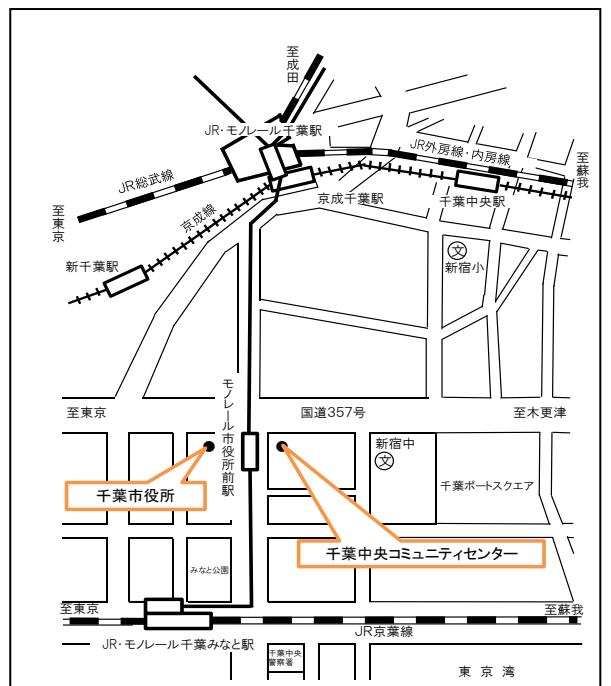 至成田
JR・モノレール千葉駅
JR外房線・内房線
至蘇我
JR総武線
京成千葉駅
千葉中央駅
至東京
京成線
新千葉駅
文
新宿小
モノレール市役所前駅
至東京
国道357号
至木更津
新宿中
文
千葉ポートスクエア
千葉市役所
千葉中央コミュニティセンター
みなと公園
至東京
至蘇我
JR・モノレール千葉みなと駅
JR京葉線
千葉中央
警察署
東京湾